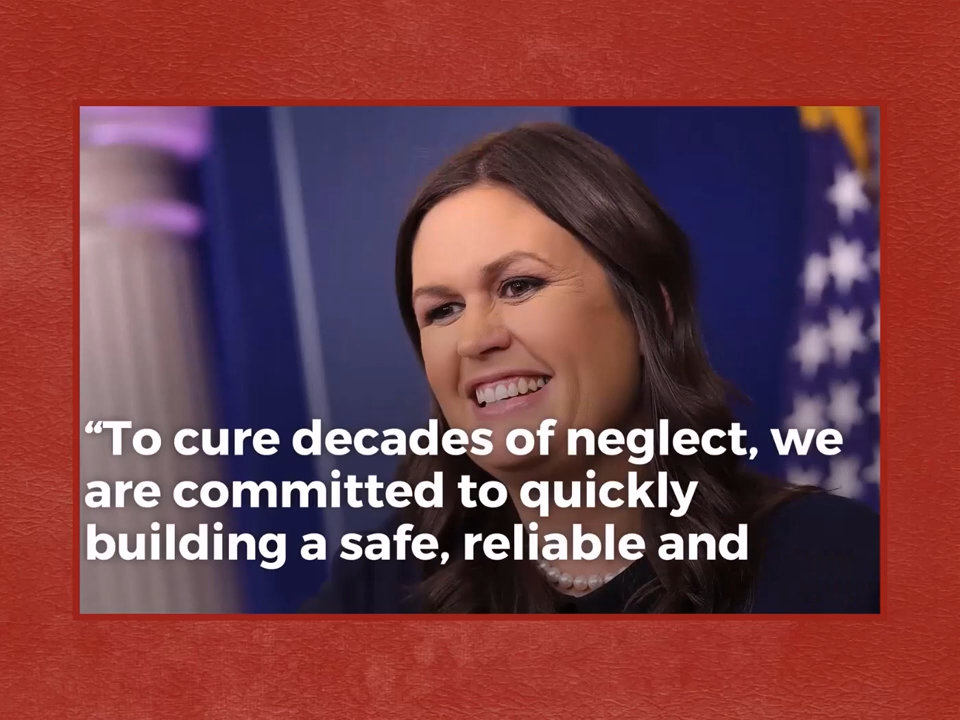 “To cure decades of neglect, we
are committed to quickly
building a safe, reliable and